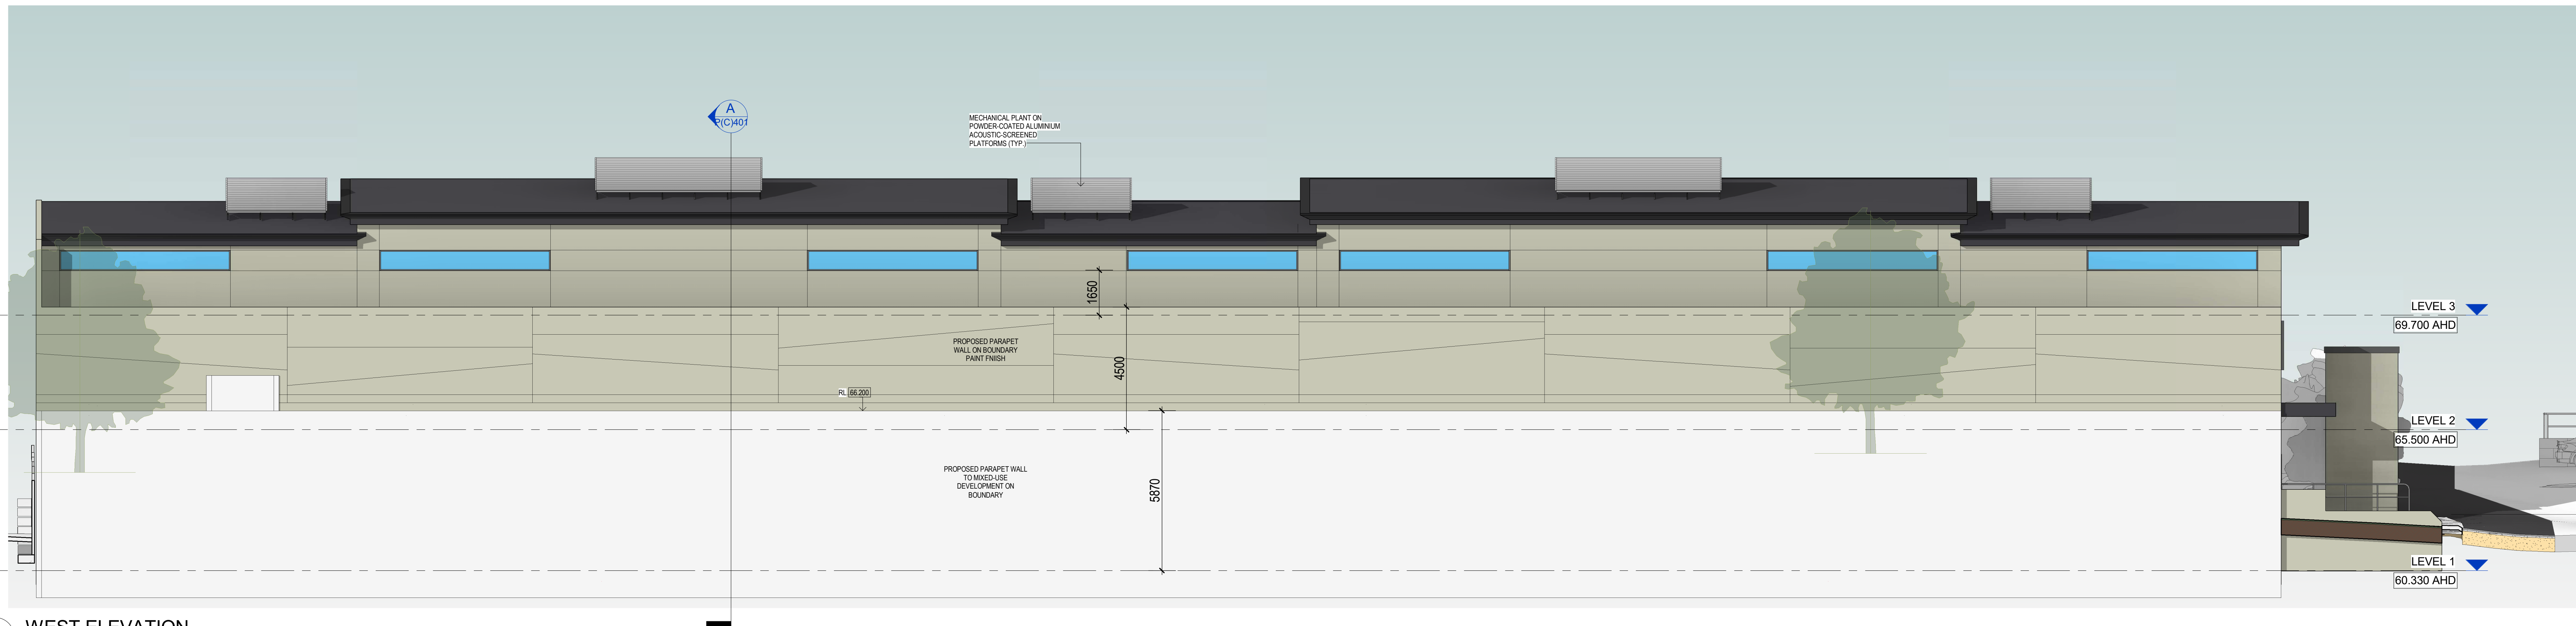 A
P(C)401
MECHANICAL PLANT ON
POWDER-COATED ALUMINIUM
ACOUSTIC-SCREENED
PLATFORMS (TYP.)
1650
LEVEL 3
69.700 AHD
PROPOSED PARAPET
WALL ON BOUNDARY
PAINT FNIISH
4500
RL 66.200
LEVEL 2
65.500 AHD
PROPOSED PARAPET WALL
TO MIXED-USE
DEVELOPMENT ON
BOUNDARY
5870
LEVEL 1
60.330 AHD
WEST ELEVATION